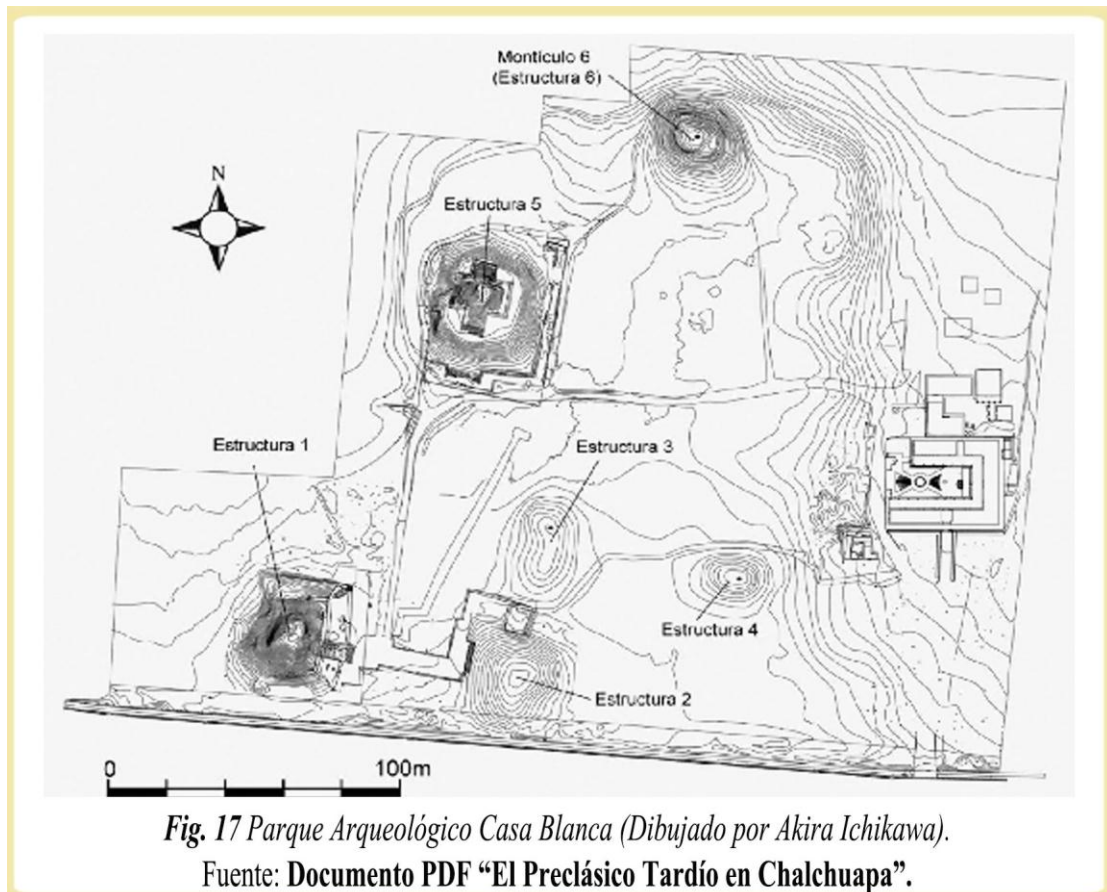 Montículo 6
(Estructura 6)
N
Estructura 5
Estructura 1
Estructura 3
Estructura 4
Estructura 2
0 100m
Fig. 17 Parque Arqueológico Casa Blanca (Dibujado por Akira Ichikawa).
Fuente: Documento PDF “El Preclásico Tardío en Chalchuapa”.